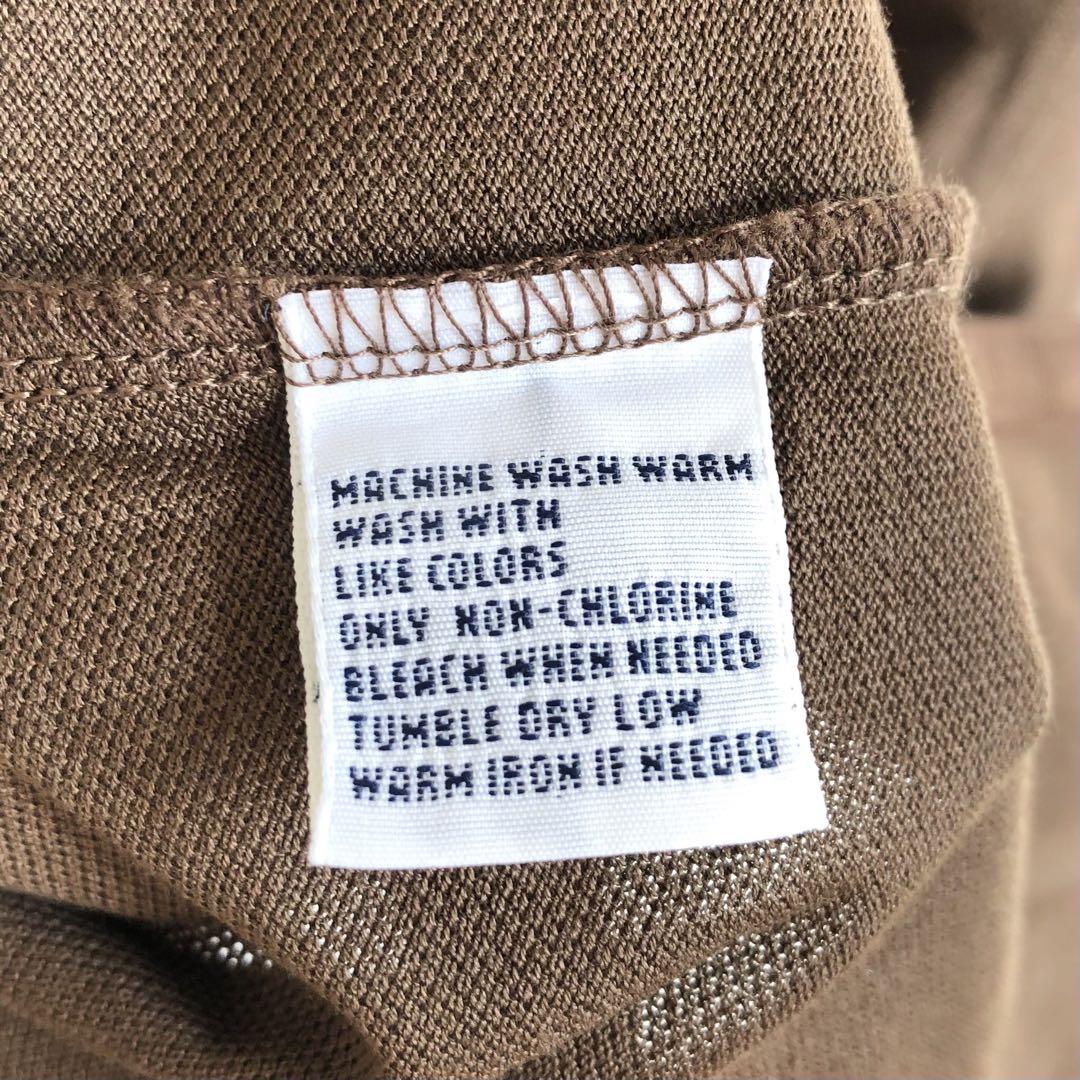 MACHINE WASH WARM
WASH WITH
LIKE COLORS
ONLY NON-CHLORINE
BLEACH WHEN NEEDED
TUMBLE DRY LOW
WARM IRON IF NEEDED